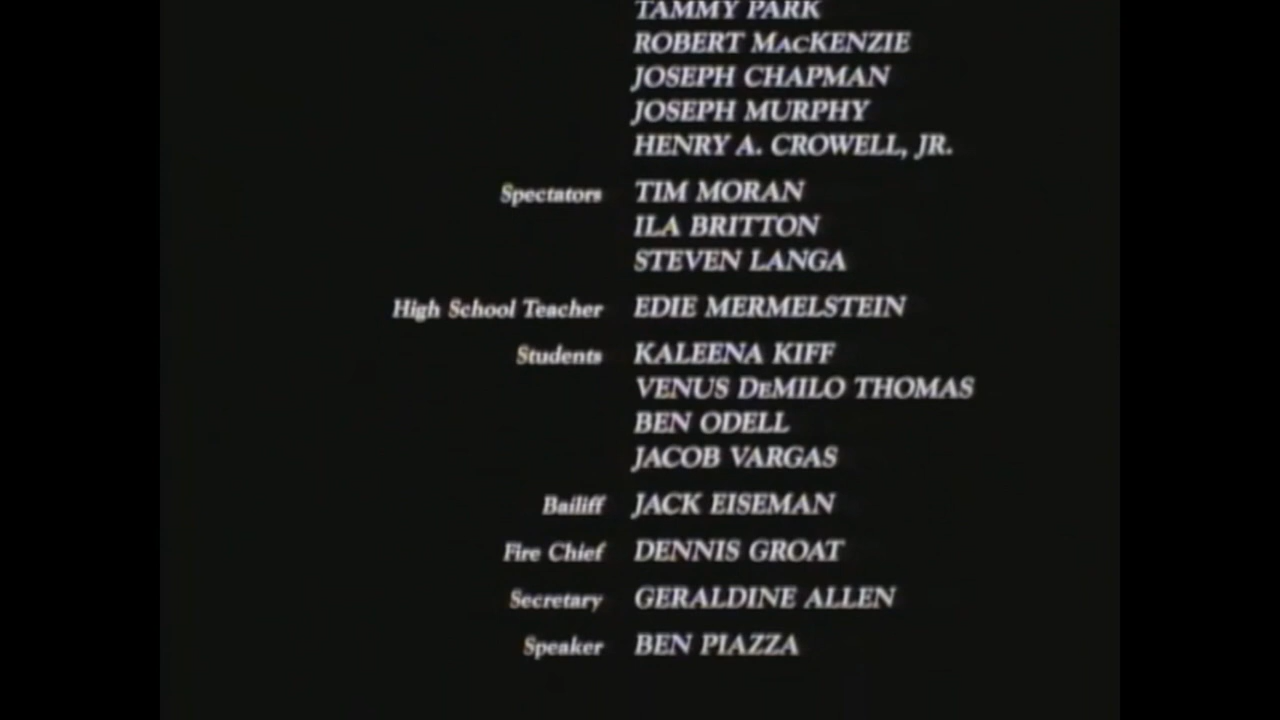 TAMMY PARK
ROBERT MacKENZIE
JOSEPH CHAPMAN
JOSEPH MURPHY
HENRY A. CROWELL, JR.
Spectators TIM MORAN
ILA BRITTON
STEVEN LANGA
High School Teacher EDIE MERMELSTEIN
Students KALEENA KIFF
VENUS DeMILO THOMAS
BEN ODELL
JACOB VARGAS
Bailiff JACK EISEMAN
Fire Chief DENNIS GROAT
Secretary GERALDINE ALLEN
Speaker BEN PIAZZA